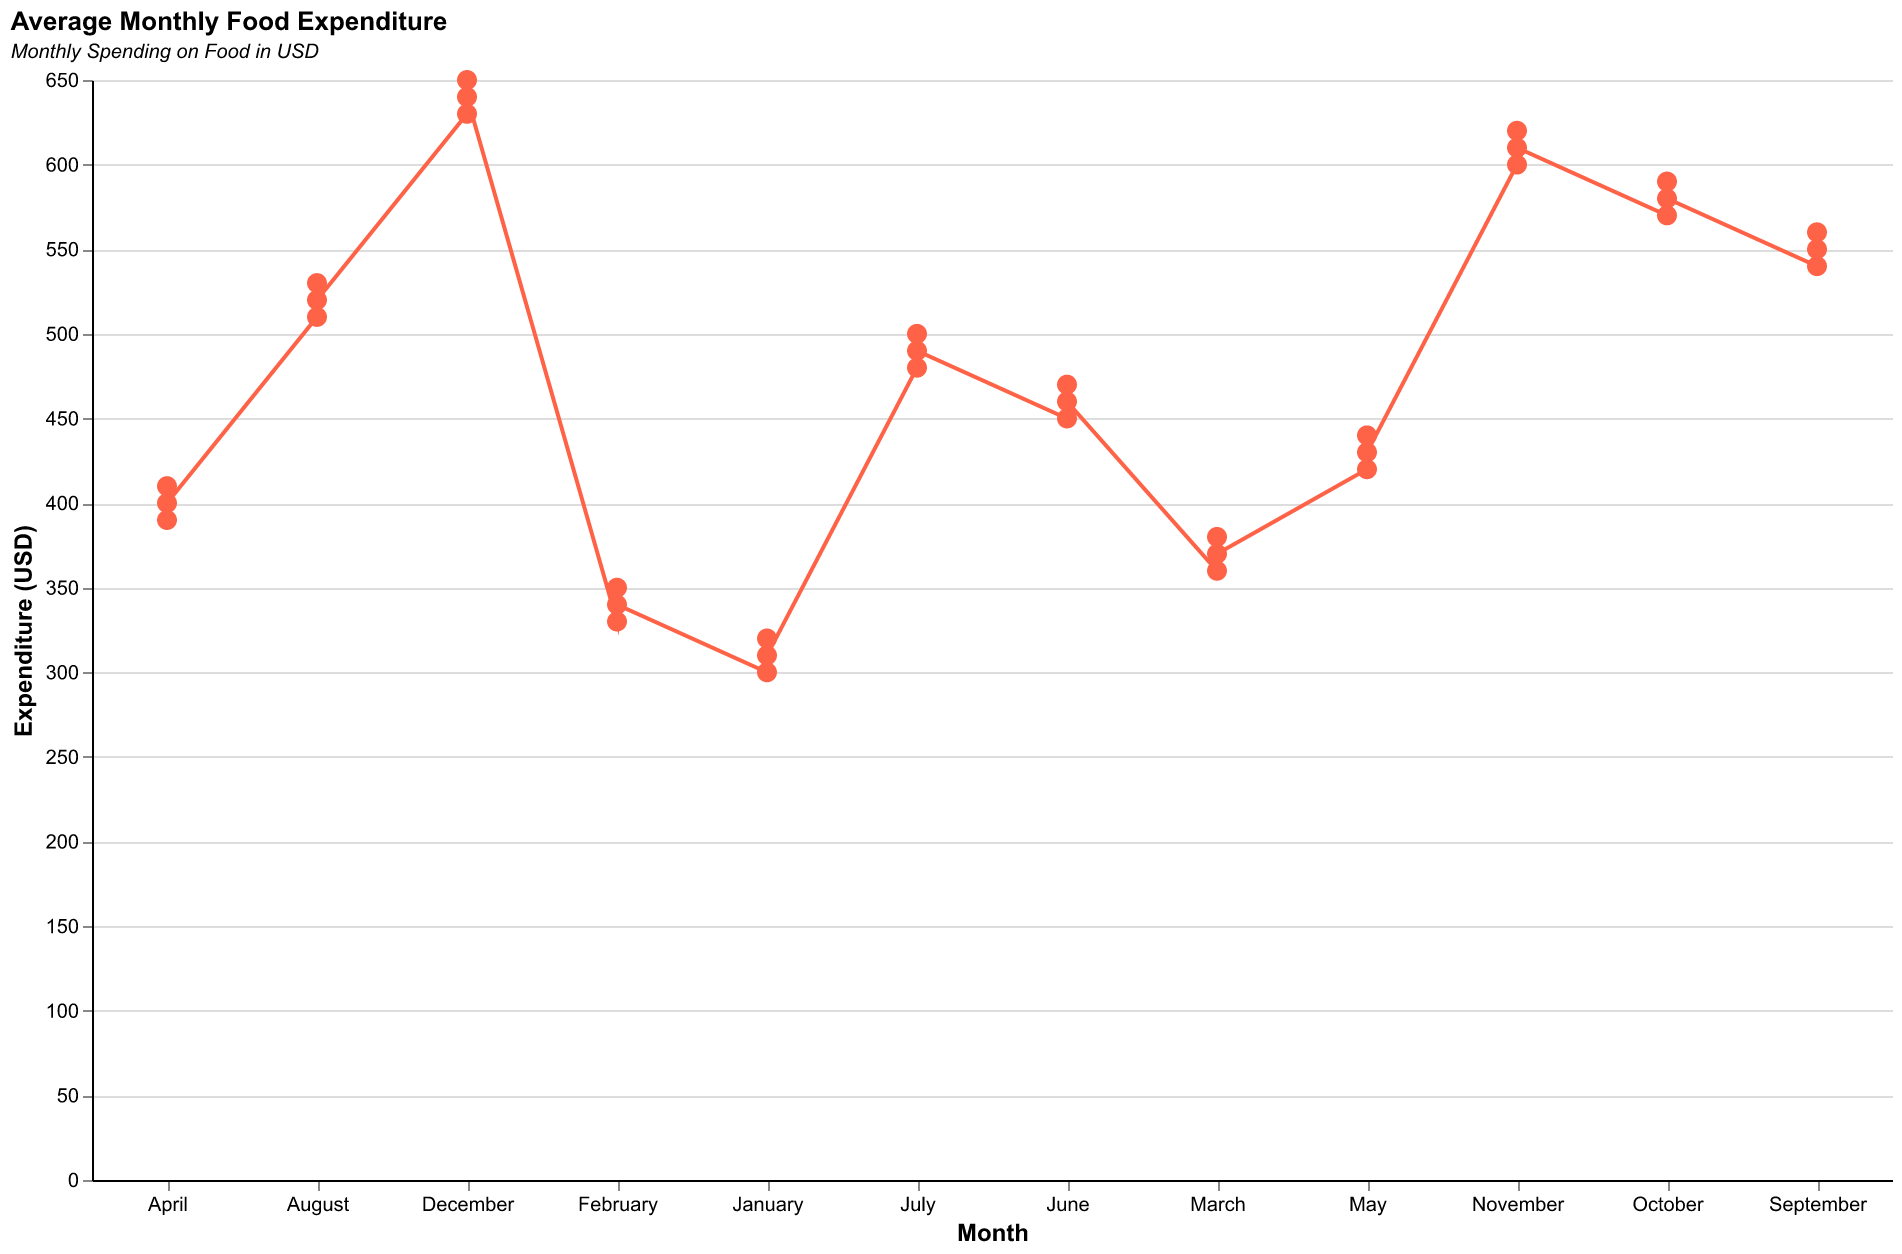 Average Monthly Food Expenditure
Monthly Spending on Food in USD
650
600
550
500
450
400
350
300
250
200
150
100
50
0
Expenditure (USD)
April August December February January July June March May November October September
Month